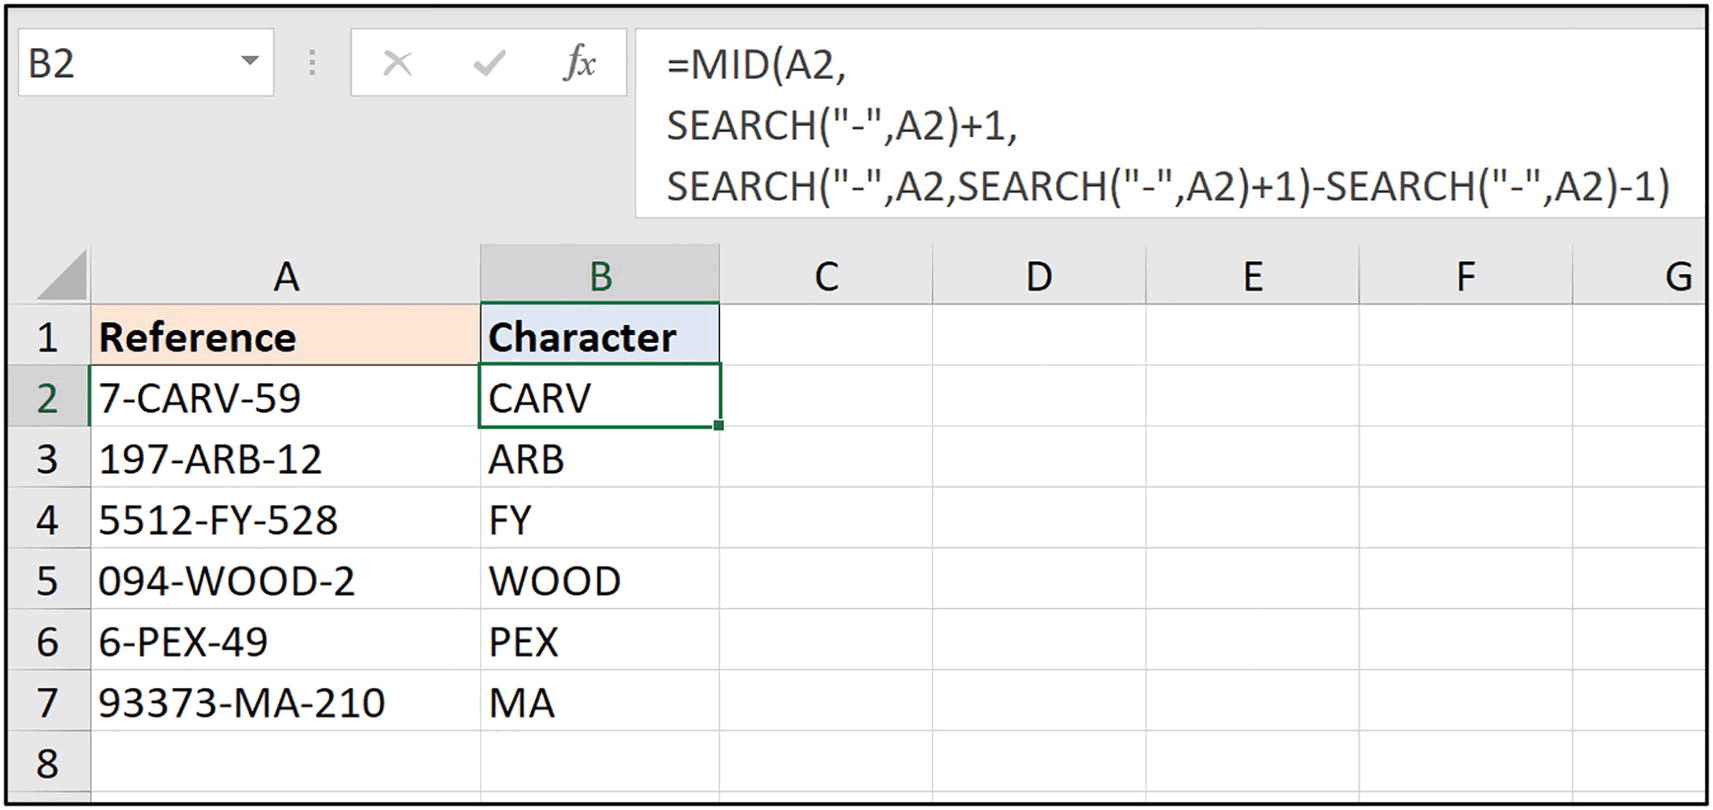 B2 fx =MID(A2,
SEARCH("-",A2)+1,
SEARCH("-",A2,SEARCH("-",A2)+1)-SEARCH("-",A2)-1)
A B C D E F G
1 Reference Character
2 7-CARV-59 CARV
3 197-ARB-12 ARB
4 5512-FY-528 FY
5 094-WOOD-2 WOOD
6 6-PEX-49 PEX
7 93373-MA-210 MA
8